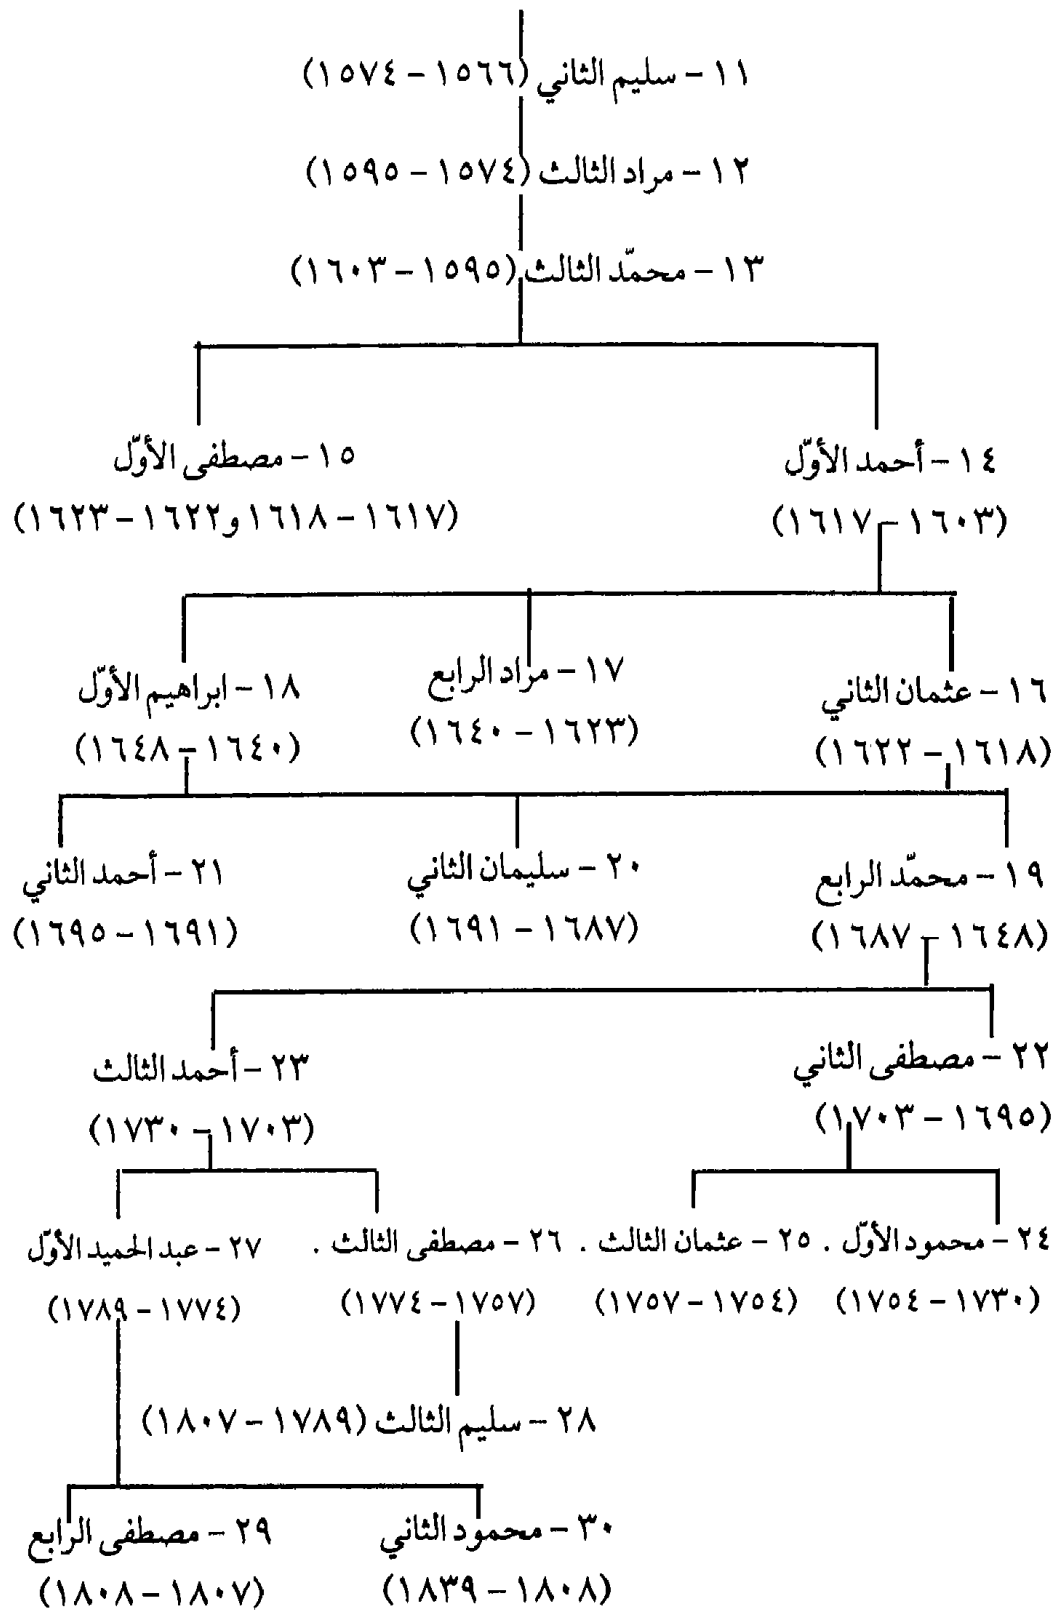 ١١ - سليم الثاني (١٥٦٦ - ١٥٧٤)
١٢ - مراد الثالث (١٥٧٤ - ١٥٩٥)
١٣ - محمّد الثالث (١٥٩٥ - ١٦٠٣)
١٤ - أحمد الأوّل
(١٦٠٣ - ١٦١٧)
١٥ - مصطفى الأوّل
(١٦١٧ - ١٦١٨ و١٦٢٢ - ١٦٢٣)
١٦ - عثمان الثاني
(١٦١٨ - ١٦٢٢)
١٧ - مراد الرابع
(١٦٢٣ - ١٦٤٠)
١٨ - ابراهيم الأوّل
(١٦٤٠ - ١٦٤٨)
١٩ - محمّد الرابع
(١٦٤٨ - ١٦٨٧)
٢٠ - سليمان الثاني
(١٦٨٧ - ١٦٩١)
٢١ - أحمد الثاني
(١٦٩١ - ١٦٩٥)
٢٢ - مصطفى الثاني
(١٦٩٥ - ١٧٠٣)
٢٣ - أحمد الثالث
(١٧٠٣ - ١٧٣٠)
٢٤ - محمود الأوّل . ٢٥ - عثمان الثالث . ٢٦ - مصطفى الثالث . ٢٧ - عبد الحميد الأوّل
(١٧٣٠ - ١٧٥٤) (١٧٥٤ - ١٧٥٧) (١٧٥٧ - ١٧٧٤) (١٧٧٤ - ١٧٨٩)
٢٨ - سليم الثالث (١٧٨٩ - ١٨٠٧)
٣٠ - محمود الثاني
(١٨٠٨ - ١٨٣٩)
٢٩ - مصطفى الرابع
(١٨٠٧ - ١٨٠٨)